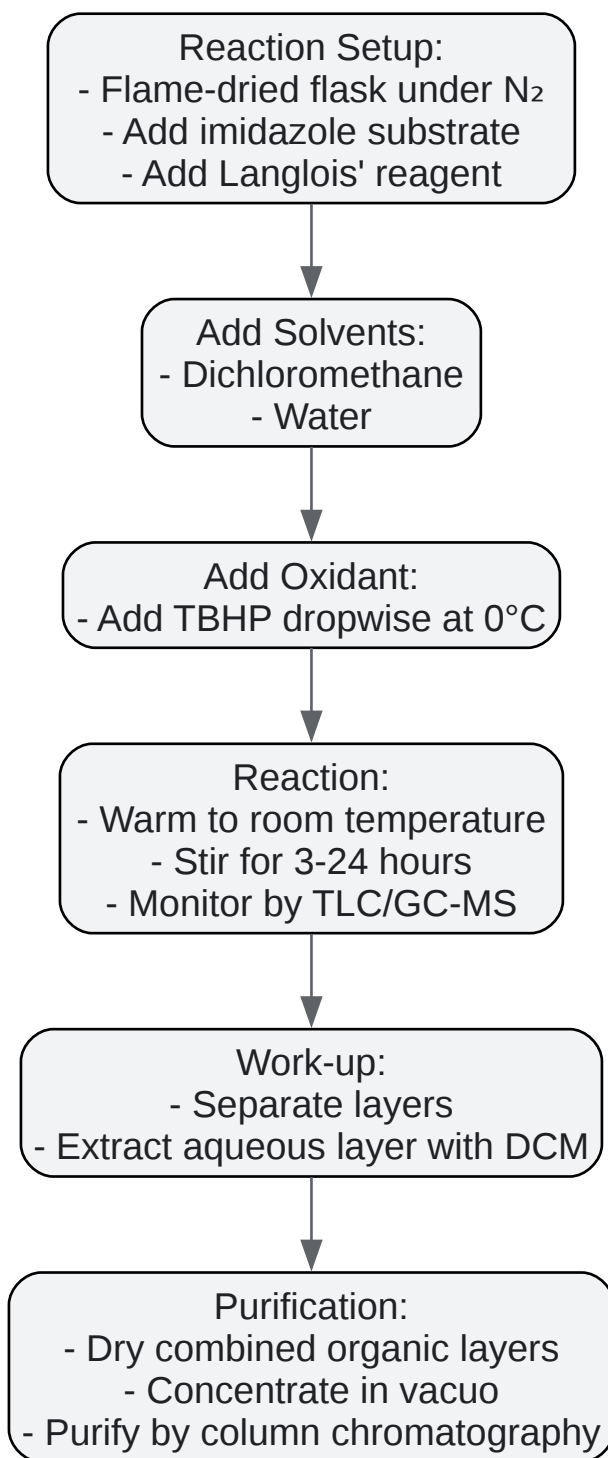 Reaction Setup:
- Flame-dried flask under N₂
- Add imidazole substrate
- Add Langlois' reagent
Add Solvents:
- Dichloromethane
- Water
Add Oxidant:
- Add TBHP dropwise at 0°C
Reaction:
- Warm to room temperature
- Stir for 3-24 hours
- Monitor by TLC/GC-MS
Work-up:
- Separate layers
- Extract aqueous layer with DCM
Purification:
- Dry combined organic layers
- Concentrate in vacuo
- Purify by column chromatography